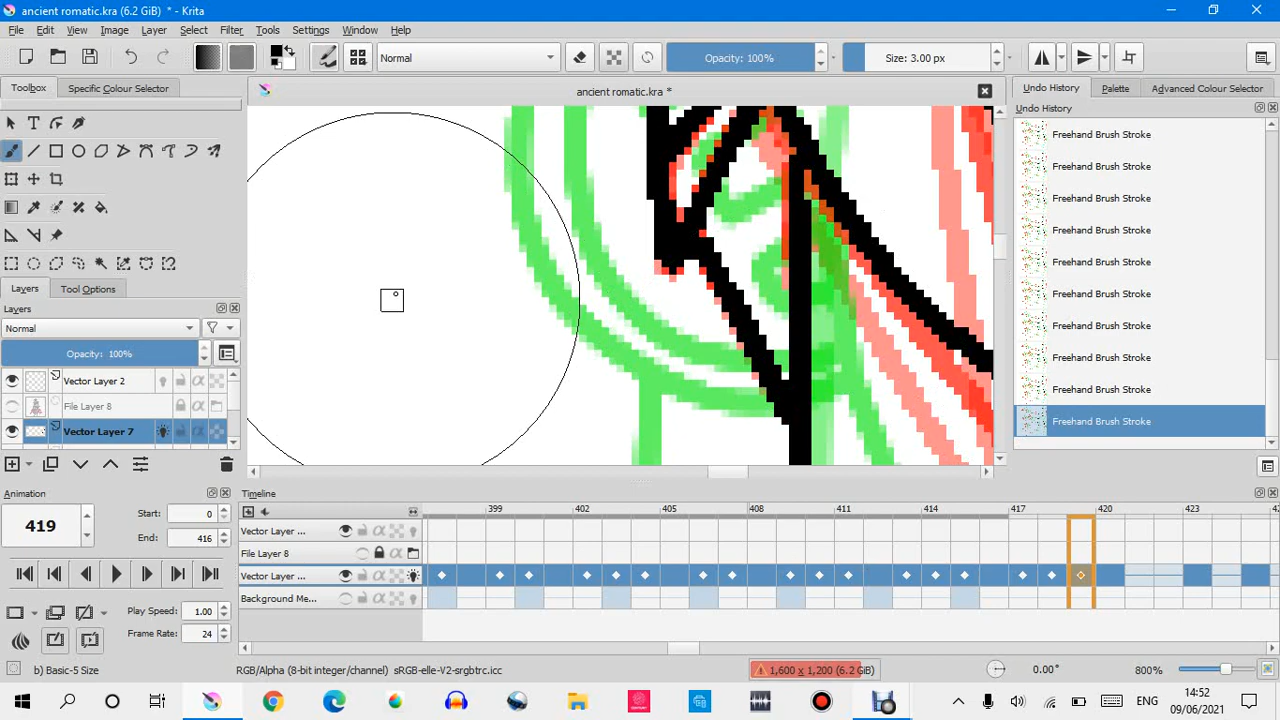 ancient romatic.kra (6.2 GiB) * - Krita
File Edit View Image Layer Select Filter Tools Settings Window Help
Normal Opacity: 100% Size: 3.00 px
Toolbox Specific Colour Selector
ancient romatic.kra *
Undo History Palette Advanced Colour Selector
Undo History
Freehand Brush Stroke
Freehand Brush Stroke
Freehand Brush Stroke
Freehand Brush Stroke
Freehand Brush Stroke
Freehand Brush Stroke
Freehand Brush Stroke
Freehand Brush Stroke
Freehand Brush Stroke
Freehand Brush Stroke
Layers Tool Options
Layers
Normal
Opacity: 100%
Vector Layer 2
File Layer 8
Vector Layer 7
Animation
419
Start: 0
End: 416
Play Speed: 1.00
Frame Rate: 24
Timeline
399 402 405 408 411 414 417 420 423
Vector Layer ...
File Layer 8
Vector Layer ...
Background Me...
b) Basic-5 Size
RGB/Alpha (8-bit integer/channel) sRGB-elle-V2-srgbtrc.icc
1,600 x 1,200 (6.2 GiB)
0.00°
800%
ENG
14:52
09/06/2021